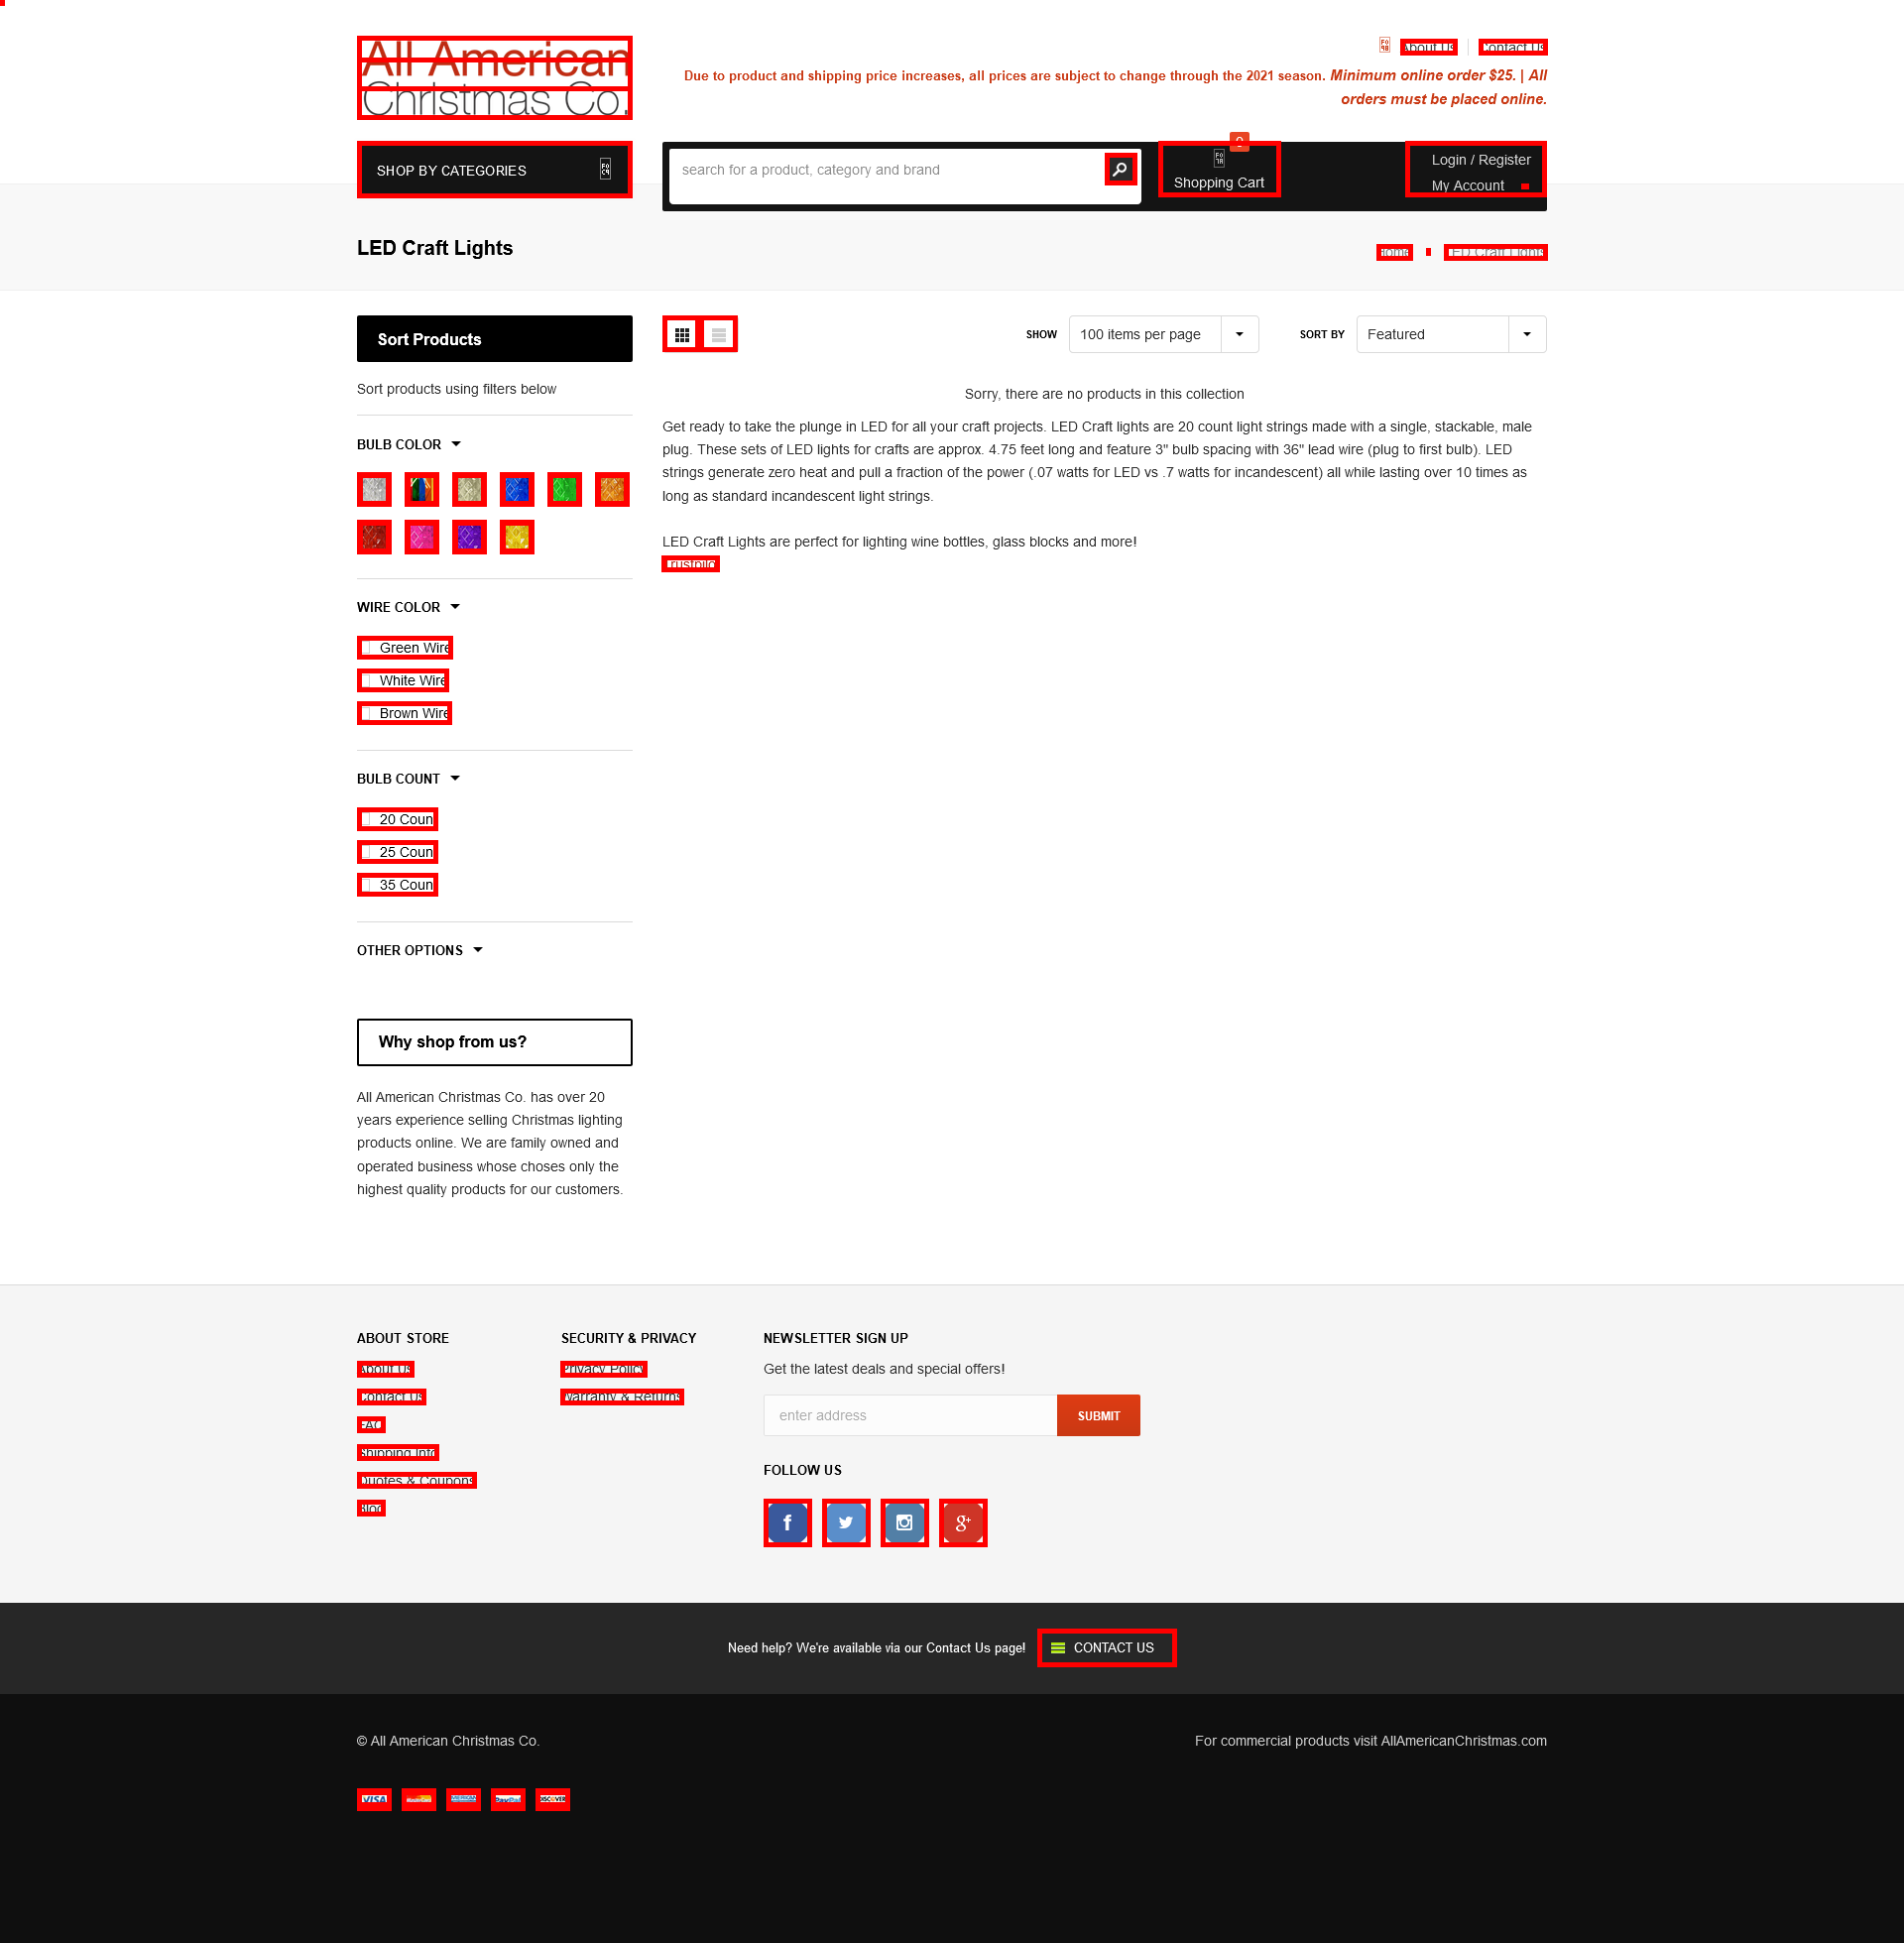 All American
Christmas Co.
About Us
Contact Us
Due to product and shipping price increases, all prices are subject to change through the 2021 season. Minimum online order $25. | All
orders must be placed online.
SHOP BY CATEGORIES
search for a product, category and brand
Shopping Cart
Login / Register
My Account
LED Craft Lights
Home
LED Craft Lights
Sort Products
SHOW
100 items per page
SORT BY
Featured
Sort products using filters below
Sorry, there are no products in this collection
Get ready to take the plunge in LED for all your craft projects. LED Craft lights are 20 count light strings made with a single, stackable, male
plug. These sets of LED lights for crafts are approx. 4.75 feet long and feature 3" bulb spacing with 36" lead wire (plug to first bulb). LED
strings generate zero heat and pull a fraction of the power (.07 watts for LED vs .7 watts for incandescent) all while lasting over 10 times as
long as standard incandescent light strings.
LED Craft Lights are perfect for lighting wine bottles, glass blocks and more!
Trustpilot
BULB COLOR
WIRE COLOR
Green Wire
White Wire
Brown Wire
BULB COUNT
20 Count
25 Count
35 Count
OTHER OPTIONS
Why shop from us?
All American Christmas Co. has over 20
years experience selling Christmas lighting
products online. We are family owned and
operated business whose choses only the
highest quality products for our customers.
ABOUT STORE
About Us
Contact Us
FAQ
Shipping Info
Quotes & Coupons
Blog
SECURITY & PRIVACY
Privacy Policy
Warranty & Returns
NEWSLETTER SIGN UP
Get the latest deals and special offers!
enter address
SUBMIT
FOLLOW US
Need help? We're available via our Contact Us page!
CONTACT US
© All American Christmas Co.
For commercial products visit AllAmericanChristmas.com
VISA
PayPal
DISCOVER